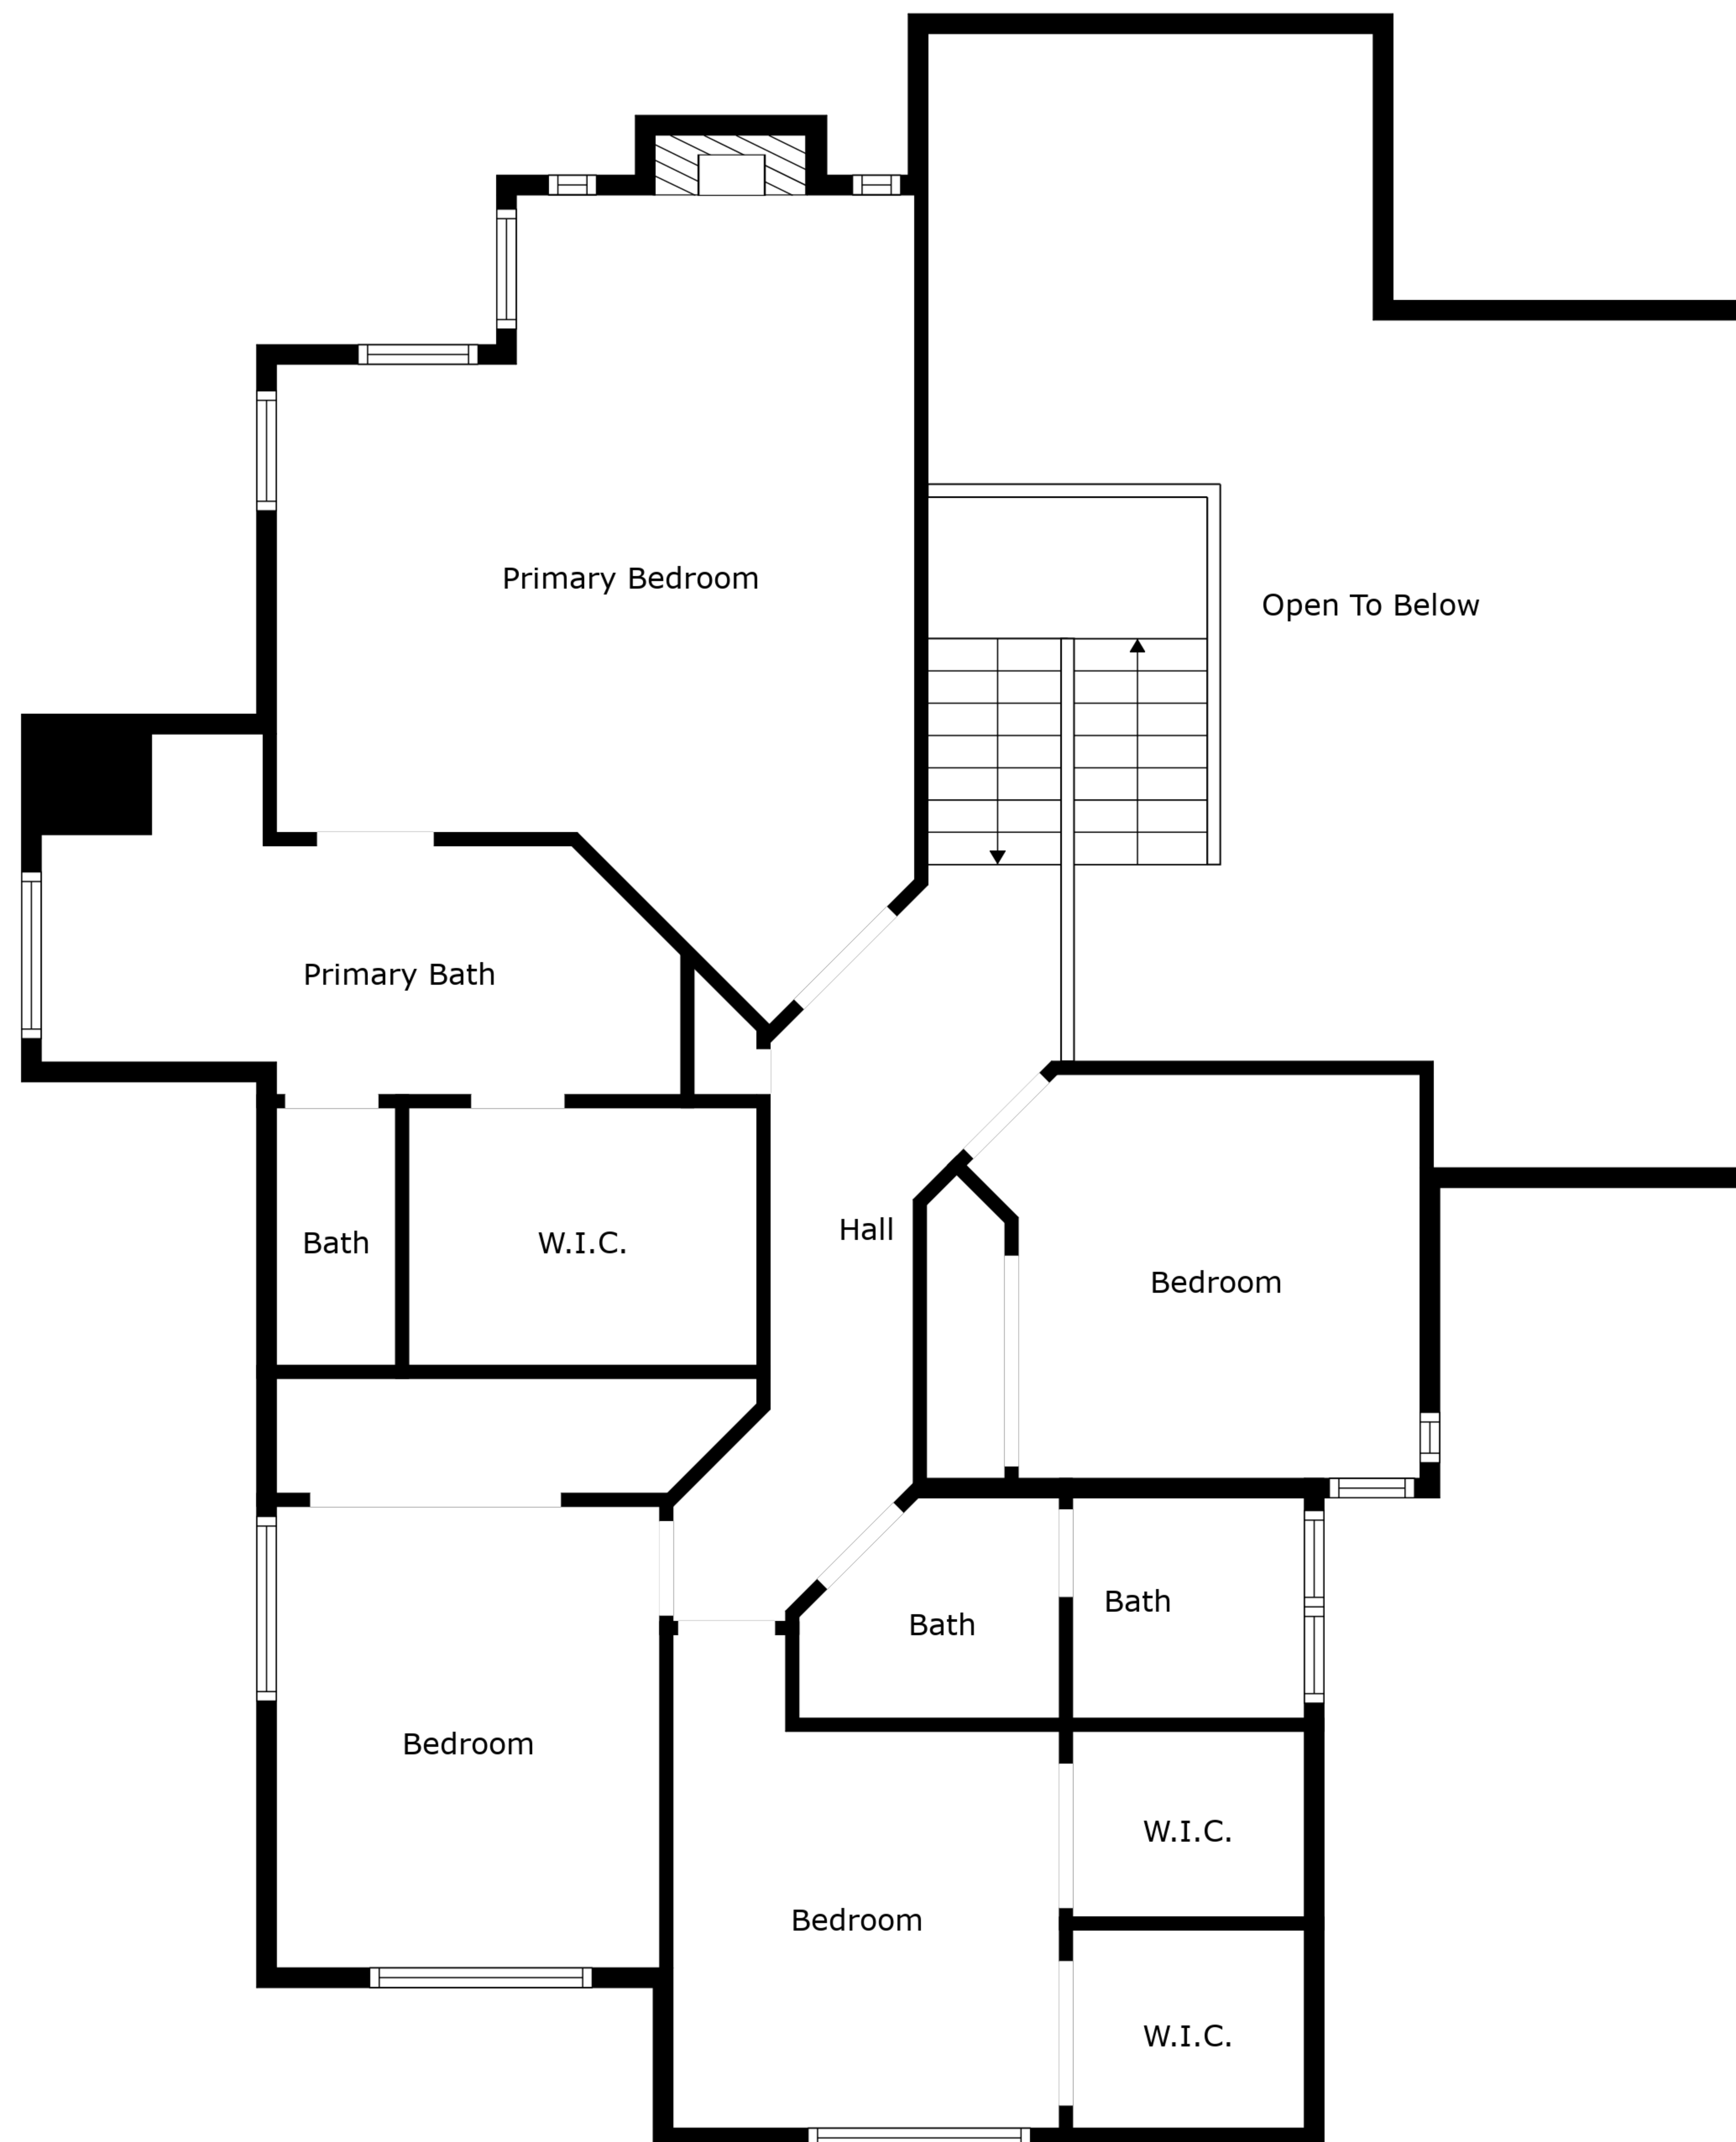 Primary Bedroom
Open To Below
Primary Bath
Hall
Bath
W.I.C.
Bedroom
Bath
Bath
Bedroom
W.I.C.
Bedroom
W.I.C.